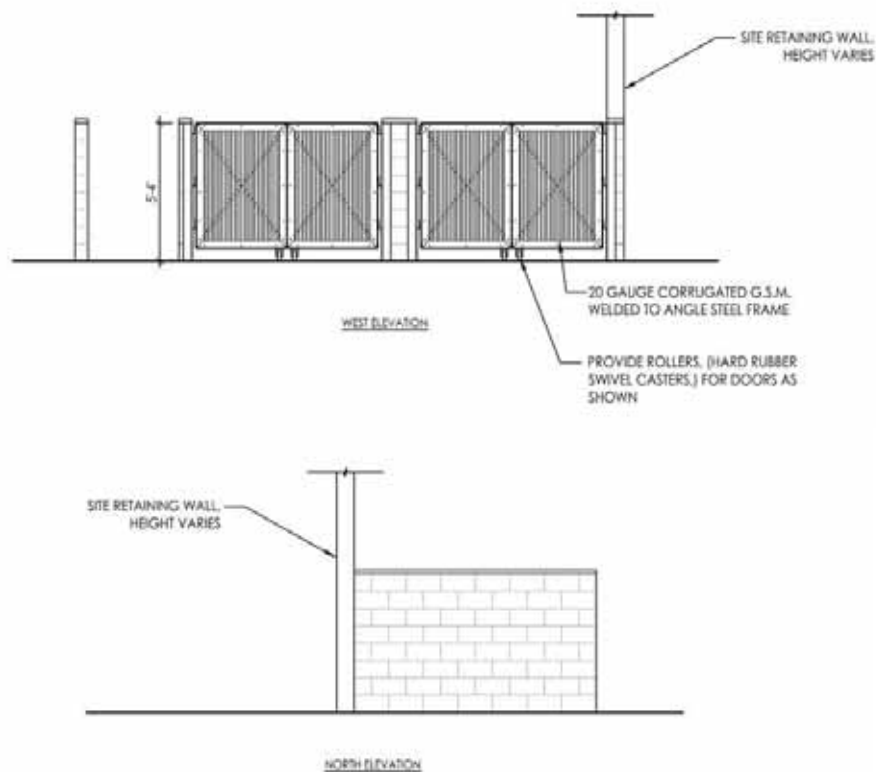 SITE RETAINING WALL,
HEIGHT VARIES
5'-4"
20 GAUGE CORRUGATED G.S.M.
WELDED TO ANGLE STEEL FRAME
WEST ELEVATION
PROVIDE ROLLERS, (HARD RUBBER
SWIVEL CASTERS,) FOR DOORS AS
SHOWN
SITE RETAINING WALL,
HEIGHT VARIES
NORTH ELEVATION